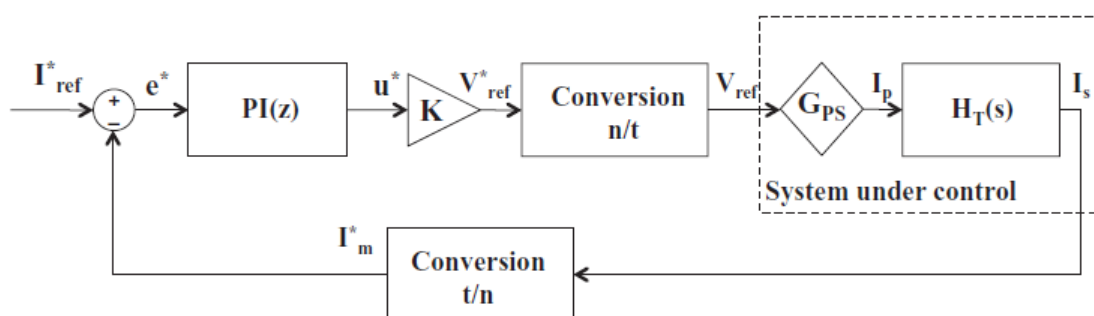 I*ref
+
−
e*
PI(z)
u*
K
V*ref
Conversion
n/t
Vref
GPS
Ip
HT(s)
Is
System under control
I*m
Conversion
t/n